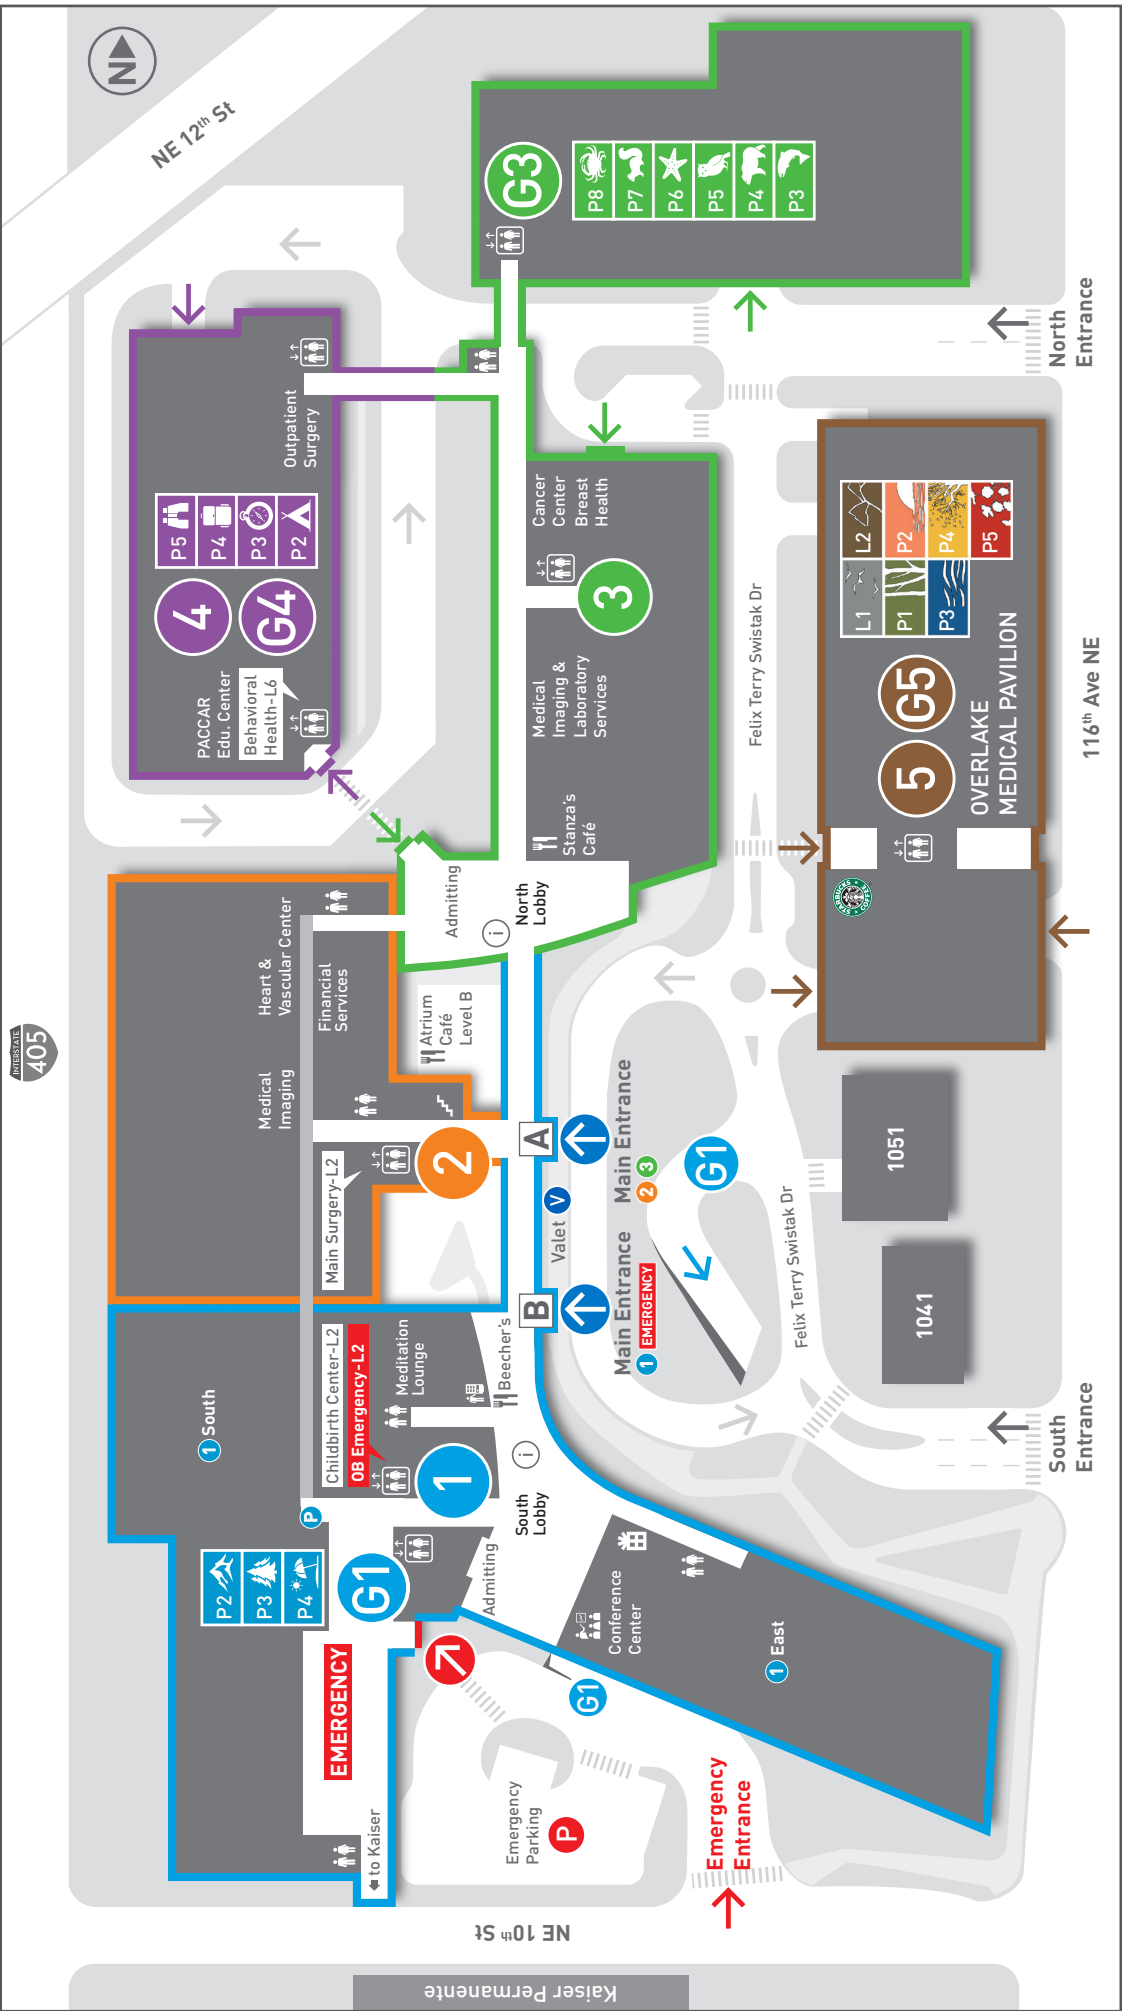 N
NE 12th St
G3
P8
P7
P6
P5
P4
P3
North
Entrance
Outpatient
Surgery
P5
P4
P3
P2
4
G4
PACCAR
Edu. Center
Behavioral
Health-L6
Cancer
Center
Breast
Health
3
Medical
Imaging &
Laboratory
Services
Stanza's
Café
Felix Terry Swistak Dr
L1
L2
P1
P2
P3
P4
P5
5
G5
OVERLAKE
MEDICAL PAVILION
STARBUCKS
COFFEE
116th Ave NE
Admitting
i
North
Lobby
Heart &
Vascular Center
Financial
Services
Atrium
Café
Level B
INTERSTATE
405
Medical
Imaging
Main Surgery-L2
2
A
Main Entrance
2 3
G1
Valet V
B
Main Entrance
1 EMERGENCY
Felix Terry Swistak Dr
1051
1041
South
Entrance
1 South
Childbirth Center-L2
OB Emergency-L2
Meditation
Lounge
Beecher's
1
i
South
Lobby
P
P2
P3
P4
G1
Admitting
Conference
Center
1 East
G1
EMERGENCY
to Kaiser
Emergency
Parking
P
Emergency
Entrance
NE 10th St
Kaiser Permanente